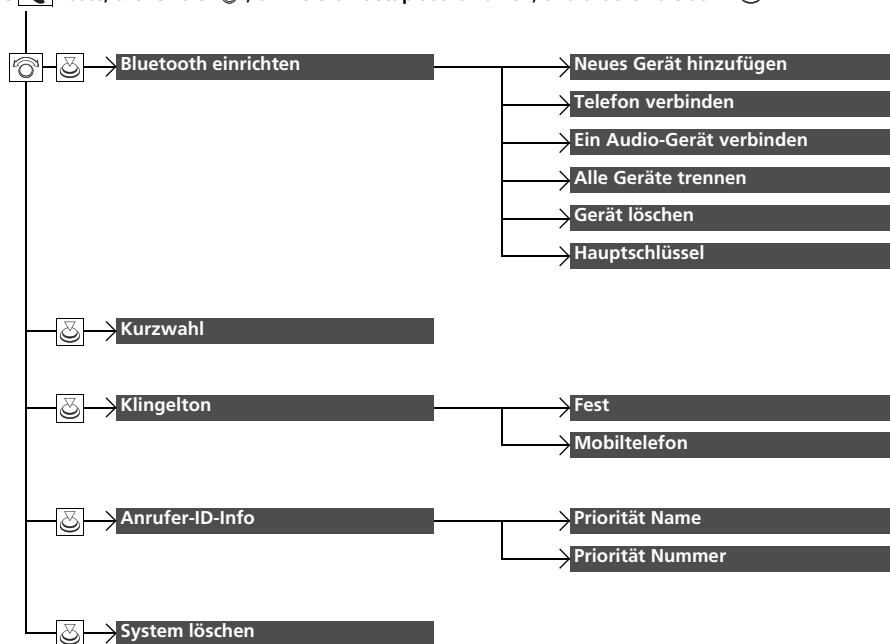 Bluetooth einrichten
Neues Gerät hinzufügen
Telefon verbinden
Ein Audio-Gerät verbinden
Alle Geräte trennen
Gerät löschen
Hauptschlüssel
Kurzwahl
Klingelton
Fest
Mobiltelefon
Anrufer-ID-Info
Priorität Name
Priorität Nummer
System löschen